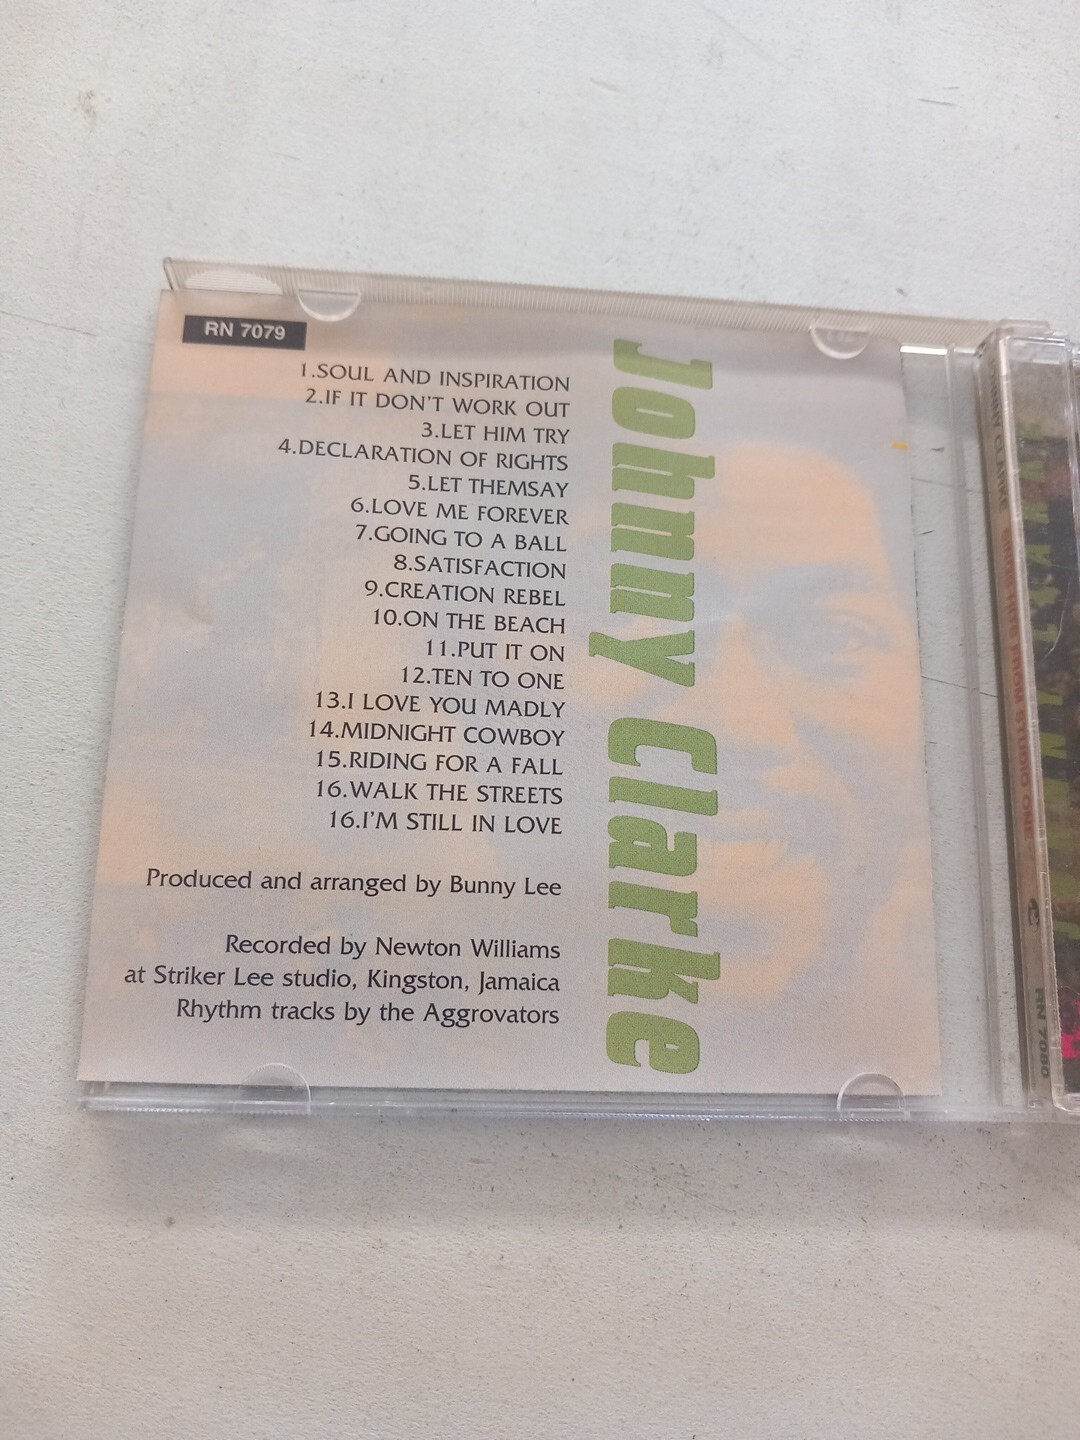 RN 7079
1.SOUL AND INSPIRATION
2.IF IT DON'T WORK OUT
3.LET HIM TRY
4.DECLARATION OF RIGHTS
5.LET THEMSAY
6.LOVE ME FOREVER
7.GOING TO A BALL
8.SATISFACTION
9.CREATION REBEL
10.ON THE BEACH
11.PUT IT ON
12.TEN TO ONE
13.I LOVE YOU MADLY
14.MIDNIGHT COWBOY
15.RIDING FOR A FALL
16.WALK THE STREETS
16.I'M STILL IN LOVE
Produced and arranged by Bunny Lee
Recorded by Newton Williams
at Striker Lee studio, Kingston, Jamaica
Rhythm tracks by the Aggrovators
Johnny Clarke
FROM STUDIO ONE
RN 7080